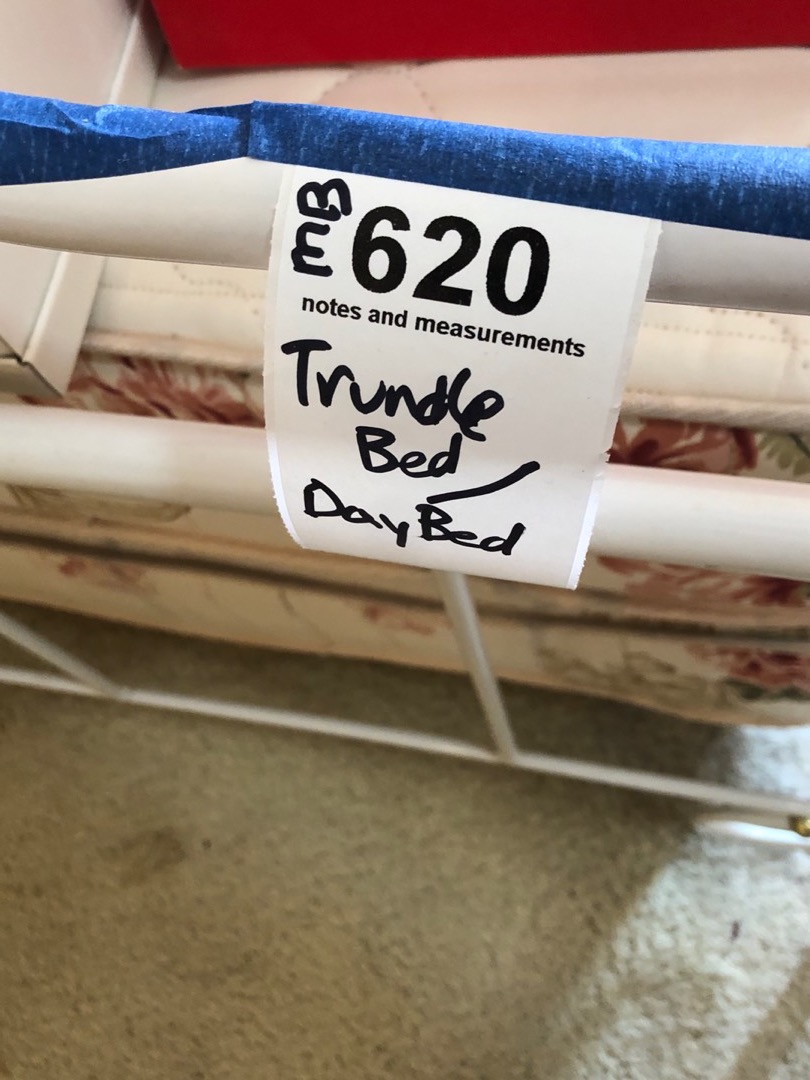 MB 620
notes and measurements
Trundle
Bed /
Day Bed